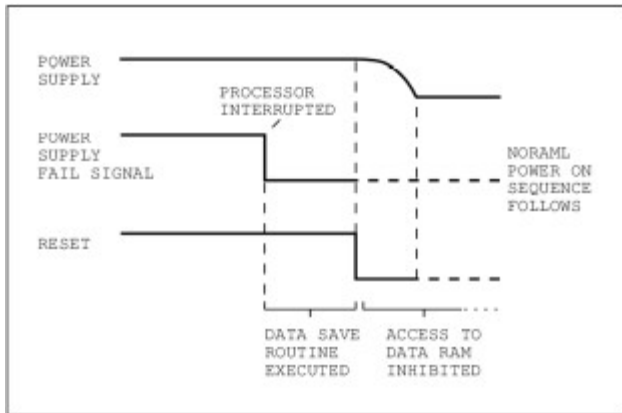 POWER
SUPPLY
PROCESSOR
INTERRUPTED
POWER
SUPPLY
FAIL SIGNAL
NORAML
POWER ON
SEQUENCE
FOLLOWS
RESET
DATA SAVE
ROUTINE
EXECUTED
ACCESS TO
DATA RAM
INHIBITED